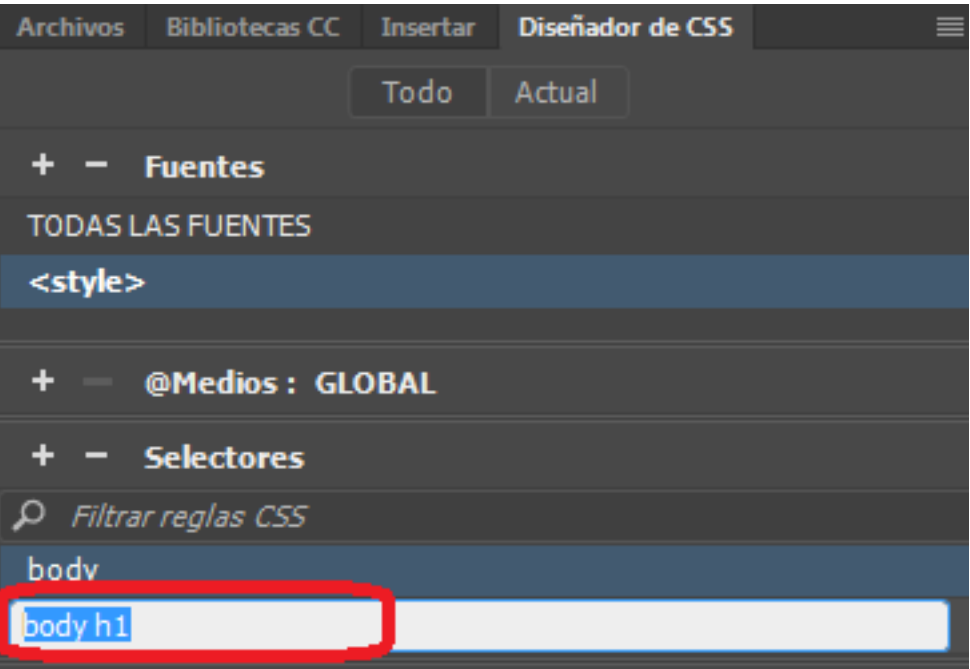 Archivos Bibliotecas CC Insertar Diseñador de CSS
Todo Actual
+ − Fuentes
TODAS LAS FUENTES
<style>
+ − @Medios : GLOBAL
+ − Selectores
Filtrar reglas CSS
body
body h1